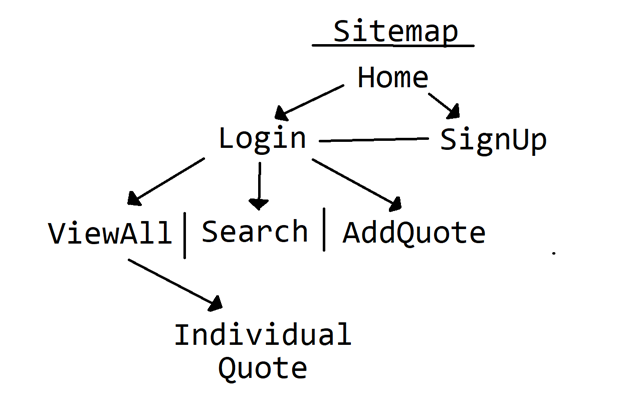 Sitemap
Home
Login SignUp
ViewAll | Search | AddQuote
Individual
Quote